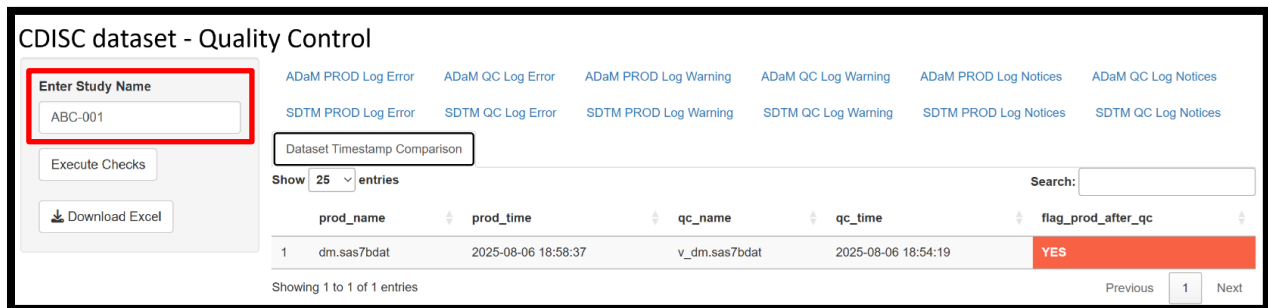 CDISC dataset - Quality Control
Enter Study Name
ABC-001
Execute Checks
Download Excel
ADaM PROD Log Error ADaM QC Log Error ADaM PROD Log Warning ADaM QC Log Warning ADaM PROD Log Notices ADaM QC Log Notices
SDTM PROD Log Error SDTM QC Log Error SDTM PROD Log Warning SDTM QC Log Warning SDTM PROD Log Notices SDTM QC Log Notices
Dataset Timestamp Comparison
Show 25 entries Search:
prod_name prod_time qc_name qc_time flag_prod_after_qc
1 dm.sas7bdat 2025-08-06 18:58:37 v_dm.sas7bdat 2025-08-06 18:54:19 YES
Showing 1 to 1 of 1 entries Previous 1 Next